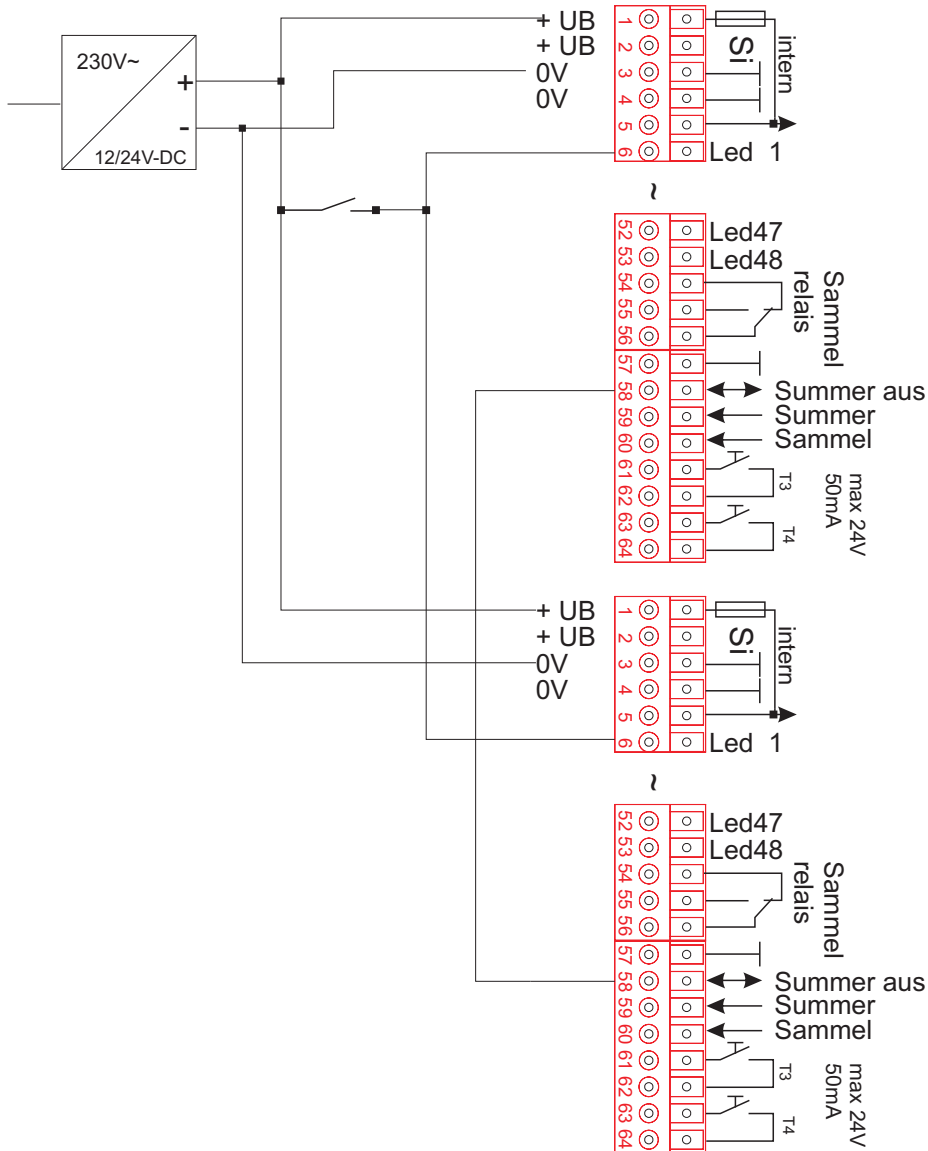 230V~
+
-
12/24V-DC
+ UB
+ UB
0V
0V
1
2
3
4
5
6
Si
intern
Led 1
~
52
53
54
55
56
57
58
59
60
61
62
63
64
Led47
Led48
Sammel
relais
Summer aus
Summer
Sammel
T3
T4
max 24V
50mA
+ UB
+ UB
0V
0V
1
2
3
4
5
6
Si
intern
Led 1
~
52
53
54
55
56
57
58
59
60
61
62
63
64
Led47
Led48
Sammel
relais
Summer aus
Summer
Sammel
T3
T4
max 24V
50mA